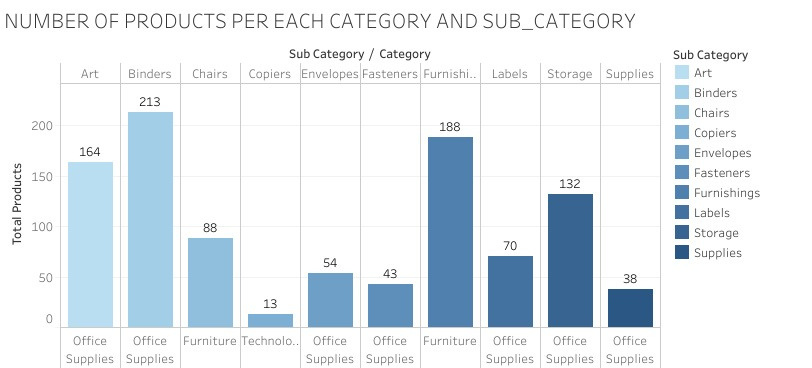 NUMBER OF PRODUCTS PER EACH CATEGORY AND SUB_CATEGORY
Sub Category / Category
Art Binders Chairs Copiers Envelopes Fasteners Furnishi.. Labels Storage Supplies
Total Products
200
150
100
50
0
164
213
88
13
54
43
188
70
132
38
Office Supplies
Office Supplies
Furniture
Technolo..
Office Supplies
Office Supplies
Furniture
Office Supplies
Office Supplies
Office Supplies
Sub Category
Art
Binders
Chairs
Copiers
Envelopes
Fasteners
Furnishings
Labels
Storage
Supplies